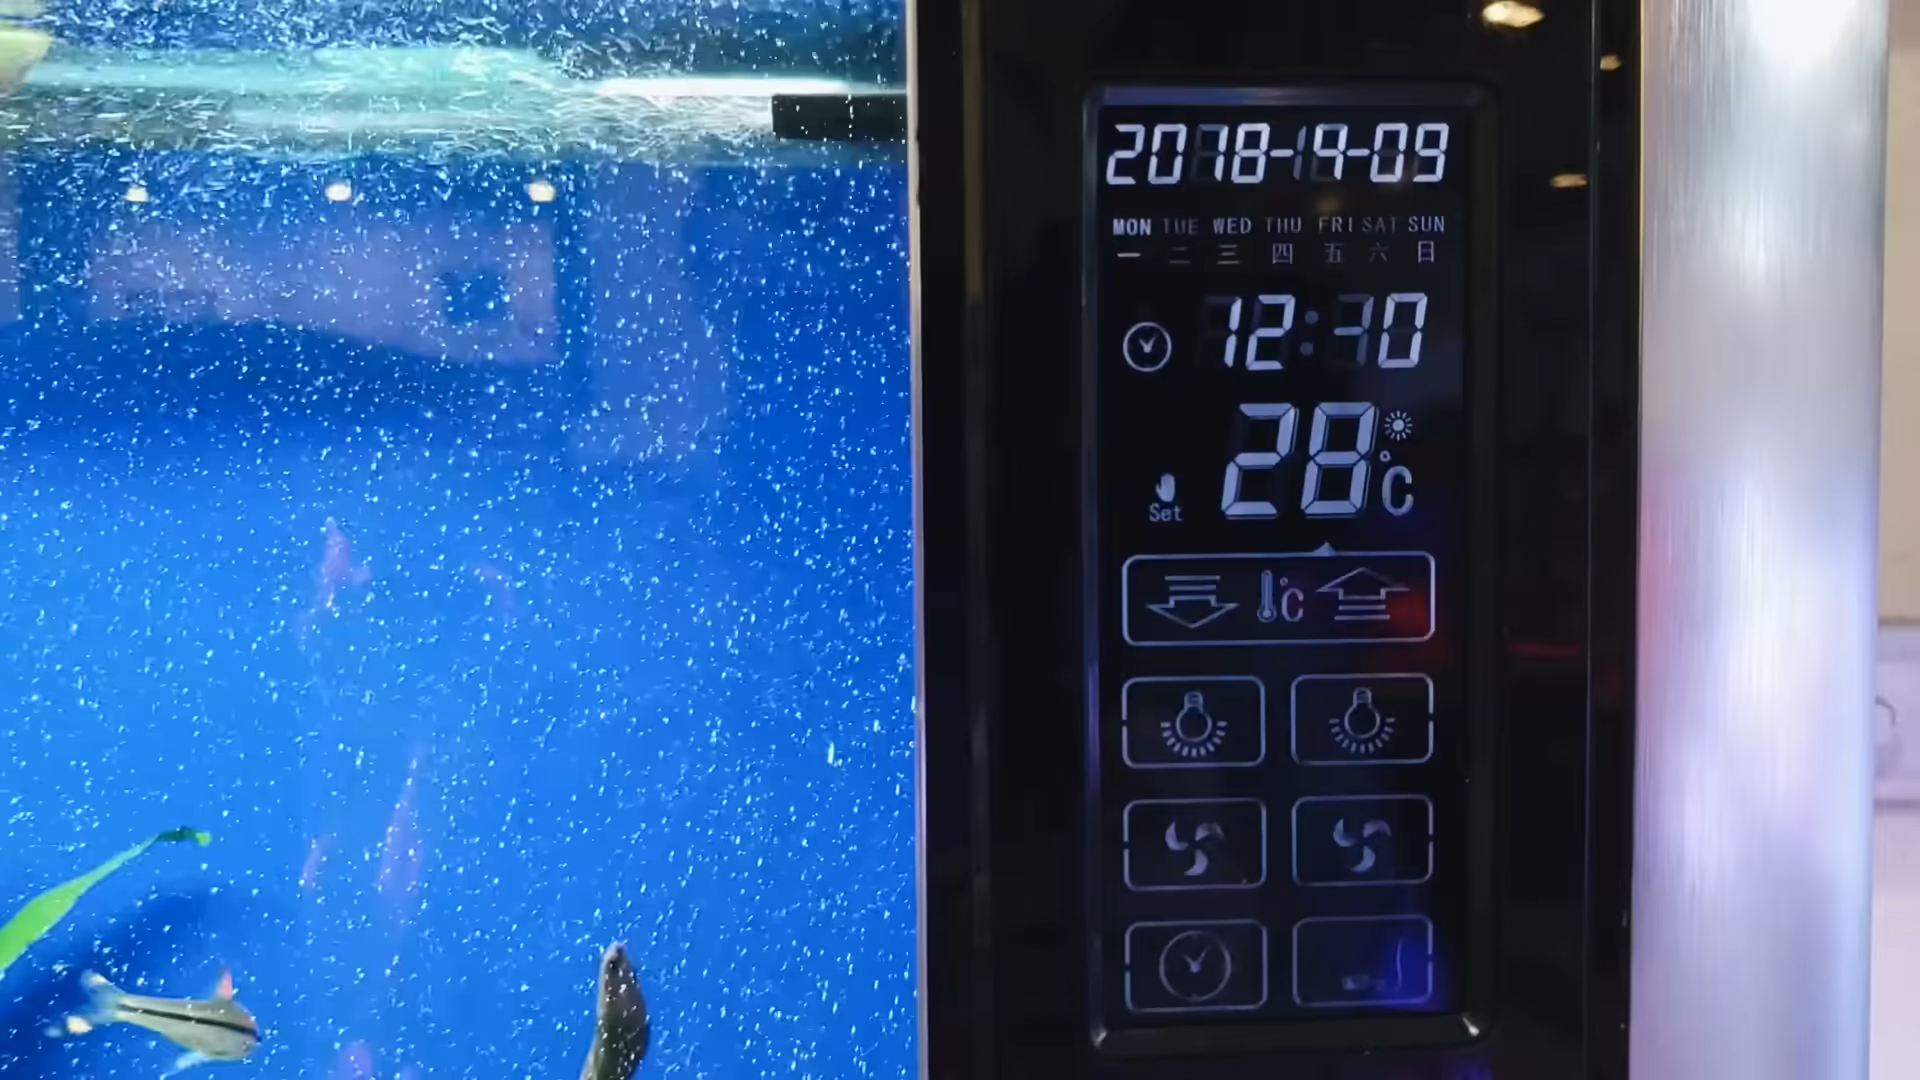 2018-19-09
MON TUE WED THU FRI SAT SUN
一 二 三 四 五 六 日
12:30
28 °C
Set
°C